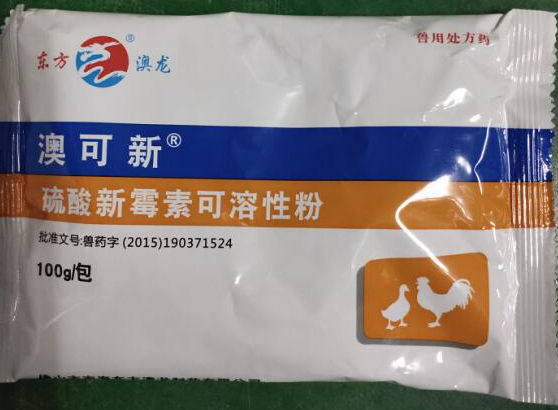 东方 ® 澳龙
兽用处方药
澳可新®
硫酸新霉素可溶性粉
批准文号:兽药字 (2015)190371524
100g/包